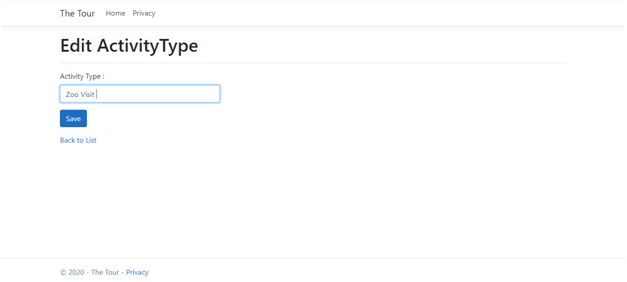 The Tour Home Privacy
Edit ActivityType
Activity Type :
Zoo Visit
Save
Back to List
© 2020 - The Tour - Privacy